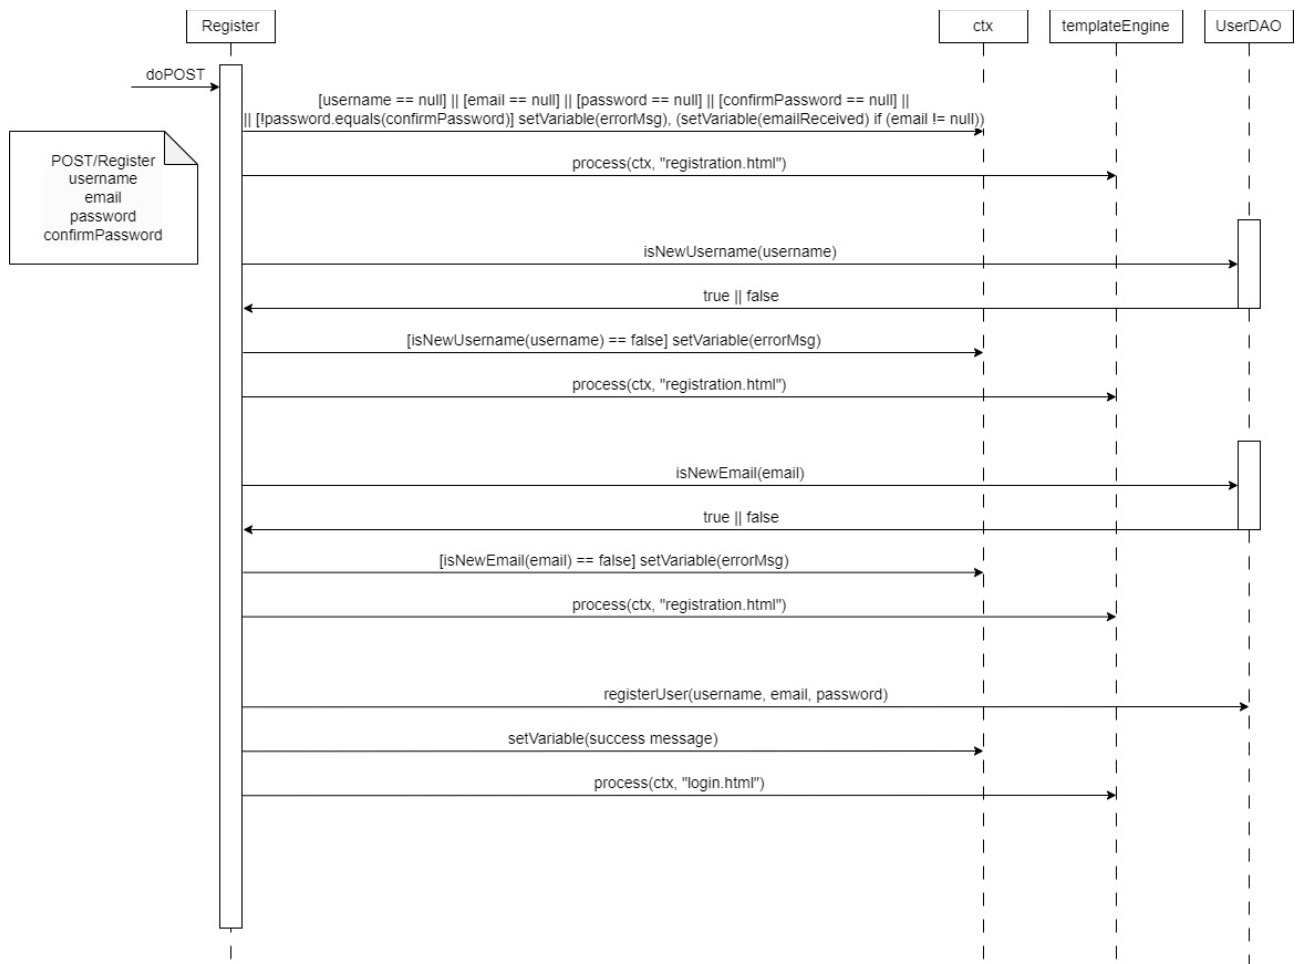 Register
ctx
templateEngine
UserDAO
doPOST
[username == null] || [email == null] || [password == null] || [confirmPassword == null] ||
|| [!password.equals(confirmPassword)] setVariable(errorMsg), (setVariable(emailReceived) if (email != null))
POST/Register
username
email
password
confirmPassword
process(ctx, "registration.html")
isNewUsername(username)
true || false
[isNewUsername(username) == false] setVariable(errorMsg)
process(ctx, "registration.html")
isNewEmail(email)
true || false
[isNewEmail(email) == false] setVariable(errorMsg)
process(ctx, "registration.html")
registerUser(username, email, password)
setVariable(success message)
process(ctx, "login.html")